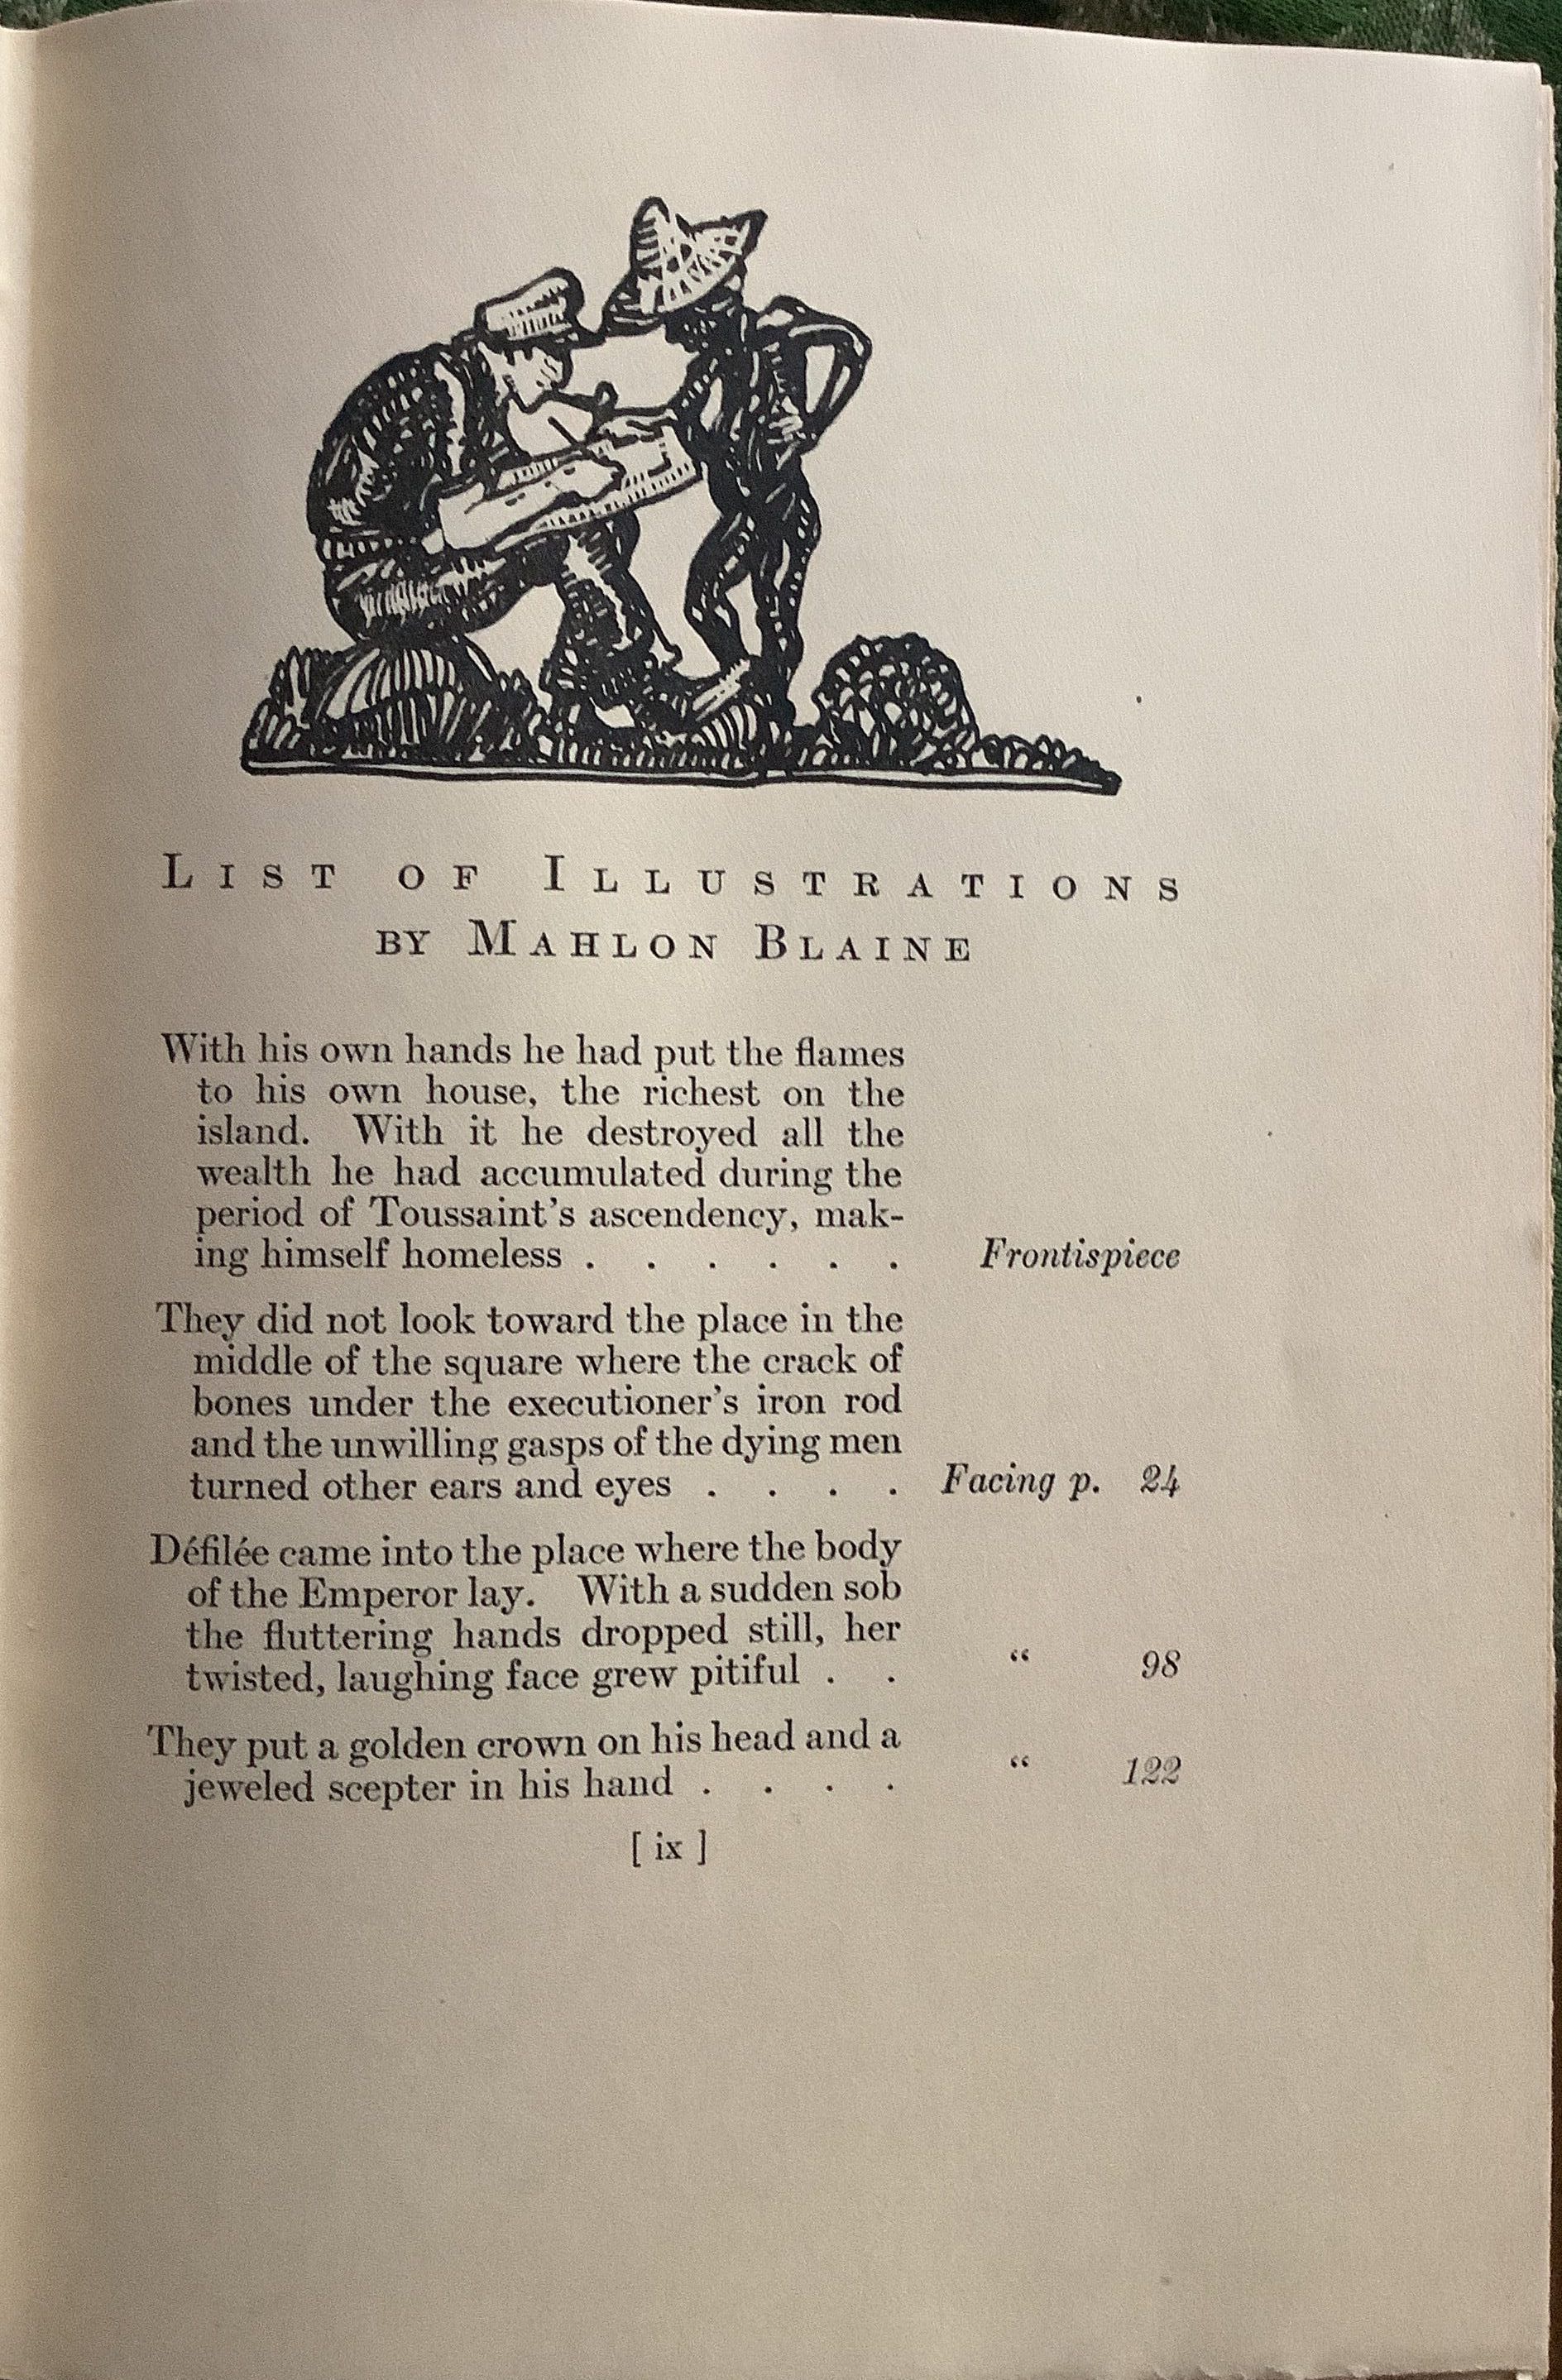 LIST OF ILLUSTRATIONS
BY MAHLON BLAINE
With his own hands he had put the flames
to his own house, the richest on the
island. With it he destroyed all the
wealth he had accumulated during the
period of Toussaint's ascendency, mak-
ing himself homeless . . . . . . Frontispiece
They did not look toward the place in the
middle of the square where the crack of
bones under the executioner's iron rod
and the unwilling gasps of the dying men
turned other ears and eyes . . . . Facing p. 24
Défilée came into the place where the body
of the Emperor lay. With a sudden sob
the fluttering hands dropped still, her
twisted, laughing face grew pitiful . . “ 98
They put a golden crown on his head and a
jeweled scepter in his hand . . . . “ 122
[ ix ]